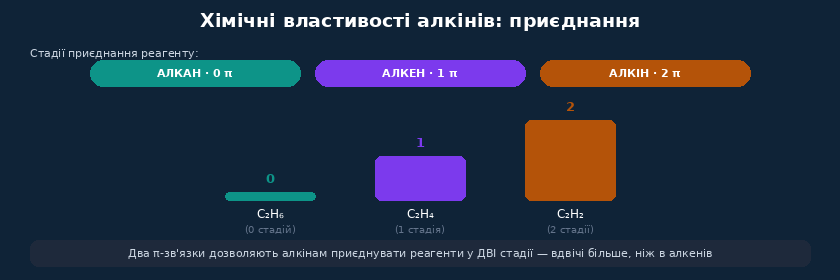 Хімічні властивості алкінів: приєднання
Стадії приєднання реагенту:
АЛКАН · 0 π
АЛКЕН · 1 π
АЛКІН · 2 π
0
1
2
C₂H₆
C₂H₄
C₂H₂
(0 стадій)
(1 стадія)
(2 стадії)
Два π-зв'язки дозволяють алкінам приєднувати реагенти у ДВІ стадії — вдвічі більше, ніж в алкенів